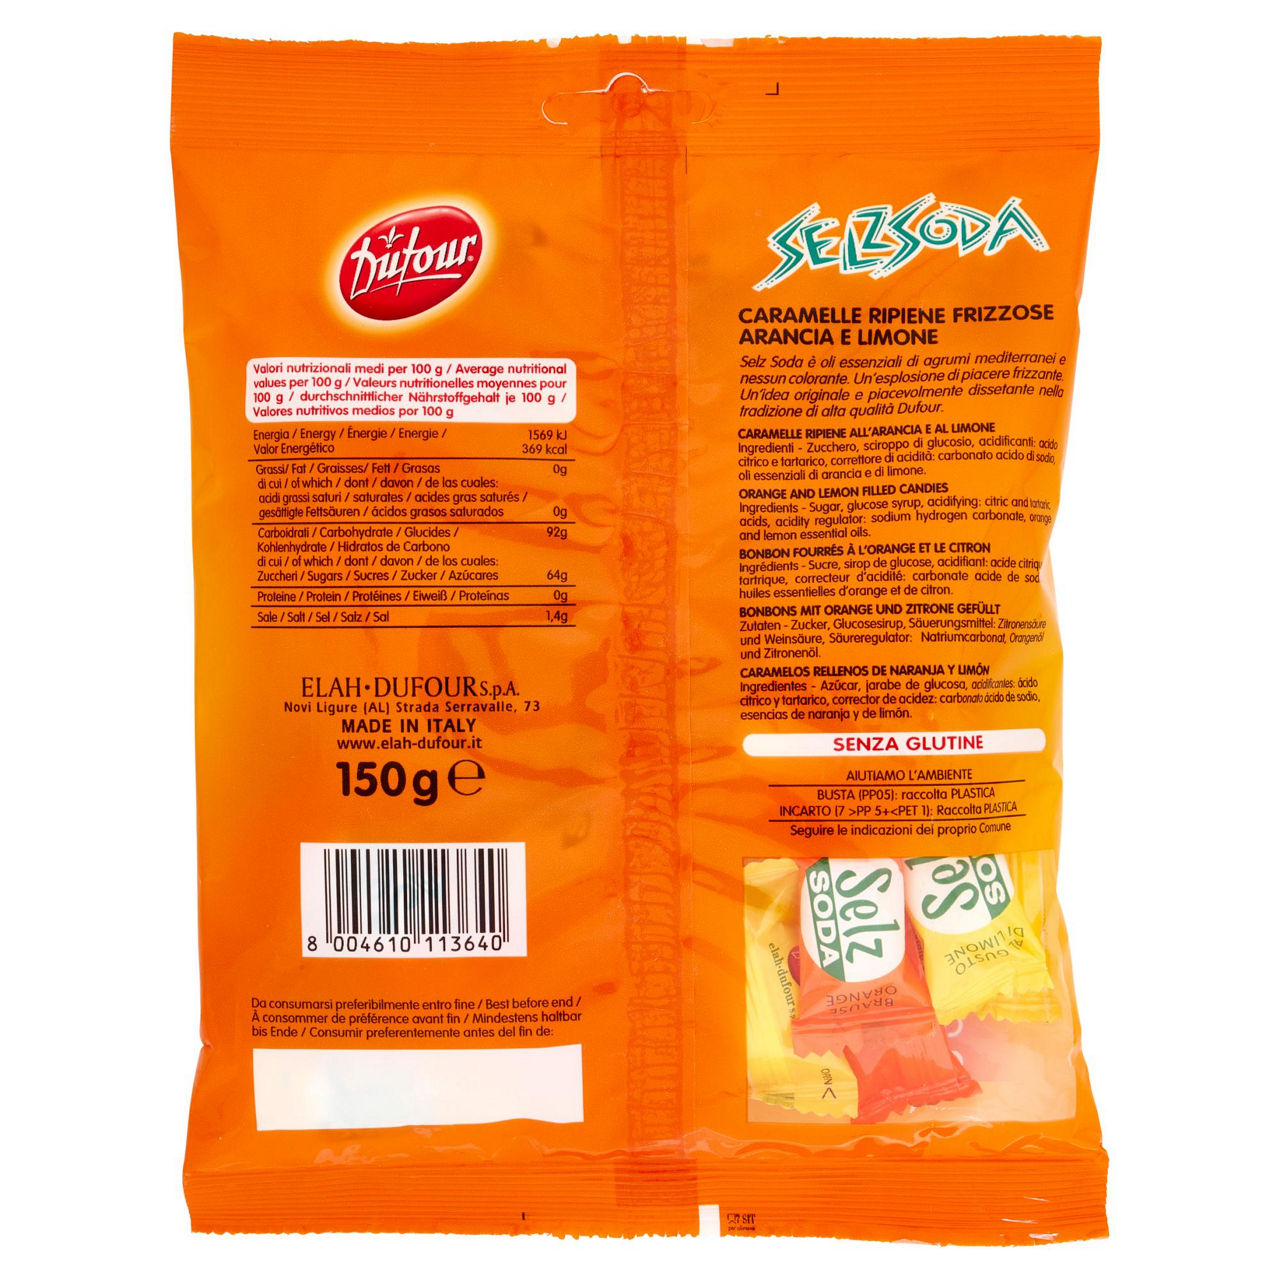 Dufour
Valori nutrizionali medi per 100 g / Average nutritional
values per 100 g / Valeurs nutritionelles moyennes pour
100 g / durchschnittlicher Nährstoffgehalt je 100 g /
Valores nutritivos medios por 100 g
Energia / Energy / Énergie / Energie / 1569 kJ
Valor Energético 369 kcal
Grassi/ Fat / Graisses/ Fett / Grasas 0g
di cui / of which / dont / davon / de las cuales:
acidi grassi saturi / saturates / acides gras saturés /
gesättigte Fettsäuren / ácidos grasos saturados 0g
Carboidrati / Carbohydrate / Glucides / 92g
Kohlenhydrate / Hidratos de Carbono
di cui / of which / dont / davon / de los cuales:
Zuccheri / Sugars / Sucres / Zucker / Azúcares 64g
Proteine / Protein / Protéines / Eiweiß / Proteínas 0g
Sale / Salt / Sel / Salz / Sal 1,4g
ELAH•DUFOUR S.p.A.
Novi Ligure (AL) Strada Serravalle, 73
MADE IN ITALY
www.elah-dufour.it
150g ℮
8 004610 113640
Da consumarsi preferibilmente entro fine / Best before end /
À consommer de préférence avant fin / Mindestens haltbar
bis Ende / Consumir preferentemente antes del fin de:
SELZSODA
CARAMELLE RIPIENE FRIZZOSE
ARANCIA E LIMONE
Selz Soda è oli essenziali di agrumi mediterranei e
nessun colorante. Un'esplosione di piacere frizzante.
Un'idea originale e piacevolmente dissetante nella
tradizione di alta qualità Dufour.
CARAMELLE RIPIENE ALL'ARANCIA E AL LIMONE
Ingredienti - Zucchero, sciroppo di glucosio, acidificanti: acido
citrico e tartarico, correttore di acidità: carbonato acido di sodio,
oli essenziali di arancia e di limone.
ORANGE AND LEMON FILLED CANDIES
Ingredients - Sugar, glucose syrup, acidifying: citric and tartaric
acids, acidity regulator: sodium hydrogen carbonate, orange
and lemon essential oils.
BONBON FOURRÉS À L'ORANGE ET LE CITRON
Ingrédients - Sucre, sirop de glucose, acidifiant: acide citriqu
tartrique, correcteur d'acidité: carbonate acide de sod
huiles essentielles d'orange et de citron.
BONBONS MIT ORANGE UND ZITRONE GEFÜLLT
Zutaten - Zucker, Glucosesirup, Säuerungsmittel: Zitronensäure
und Weinsäure, Säureregulator: Natriumcarbonat, Orangenöl
und Zitronenöl.
CARAMELOS RELLENOS DE NARANJA Y LIMÓN
Ingredientes - Azúcar, jarabe de glucosa, acidificantes: ácido
cítrico y tartarico, corrector de acidez: carbonato ácido de sodio,
esencias de naranja y de limón.
SENZA GLUTINE
AIUTIAMO L'AMBIENTE
BUSTA (PP05): raccolta PLASTICA
INCARTO (7 >PP 5+<PET 1): Raccolta PLASTICA
Seguire le indicazioni del proprio Comune
Selz
SODA
BRAUSE
ORANGE
Selz
SO
AL GUSTO
DI LIMONE
elah•dufour